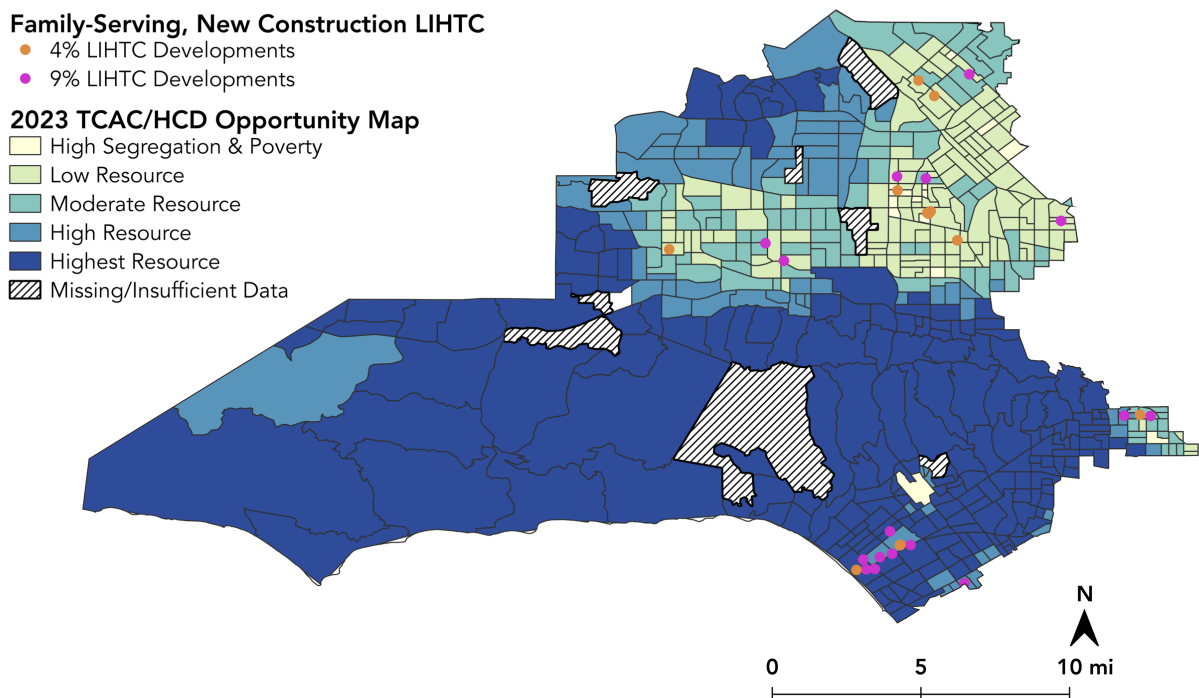 Family-Serving, New Construction LIHTC
4% LIHTC Developments
9% LIHTC Developments
2023 TCAC/HCD Opportunity Map
High Segregation & Poverty
Low Resource
Moderate Resource
High Resource
Highest Resource
Missing/Insufficient Data
N
0 5 10 mi